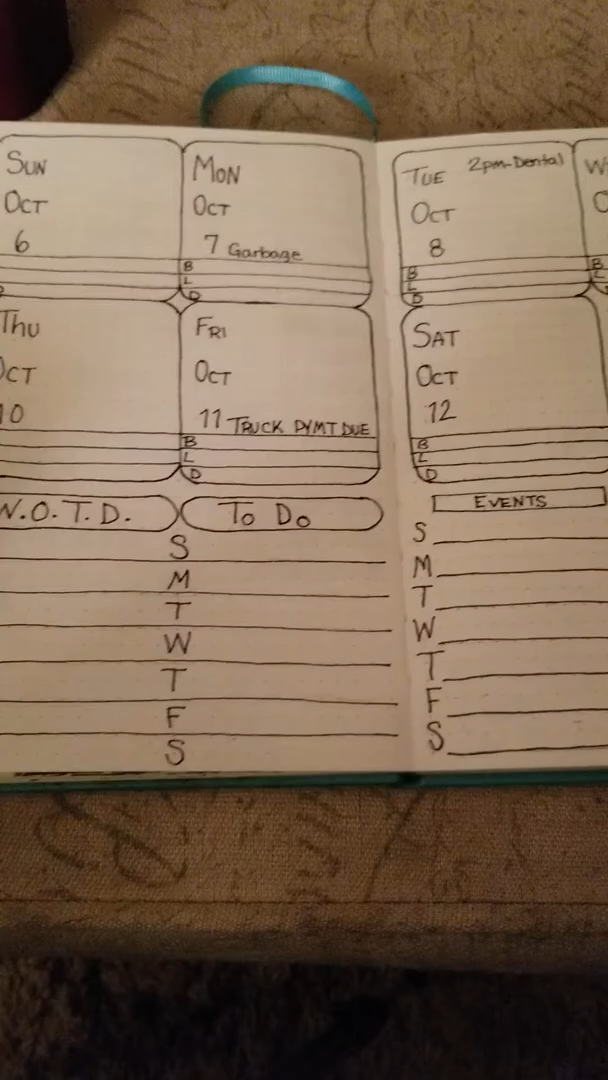 SUN
OCT
6
MON
OCT
7 Garbage
B
L
D
TUE 2pm-Dental
OCT
8
B
L
D
W
O
B
L
THU
OCT
10
FRI
OCT
11 TRUCK PYMT DUE
B
L
D
SAT
OCT
12
B
L
D
W.O.T.D.
TO DO
S
M
T
W
T
F
S
EVENTS
S
M
T
W
T
F
S